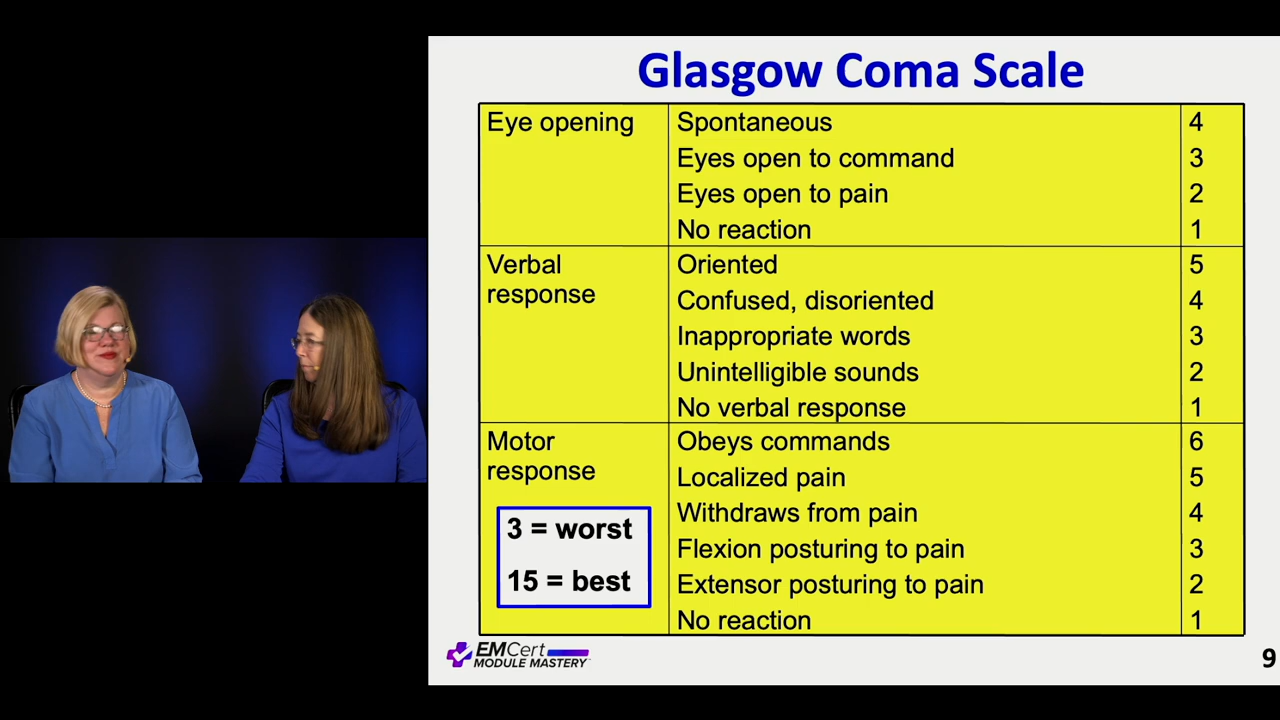 Glasgow Coma Scale
Eye opening
Spontaneous 4
Eyes open to command 3
Eyes open to pain 2
No reaction 1
Verbal
response
Oriented 5
Confused, disoriented 4
Inappropriate words 3
Unintelligible sounds 2
No verbal response 1
Motor
response
Obeys commands 6
Localized pain 5
Withdraws from pain 4
Flexion posturing to pain 3
Extensor posturing to pain 2
No reaction 1
3 = worst
15 = best
EMCert
MODULE MASTERY
9